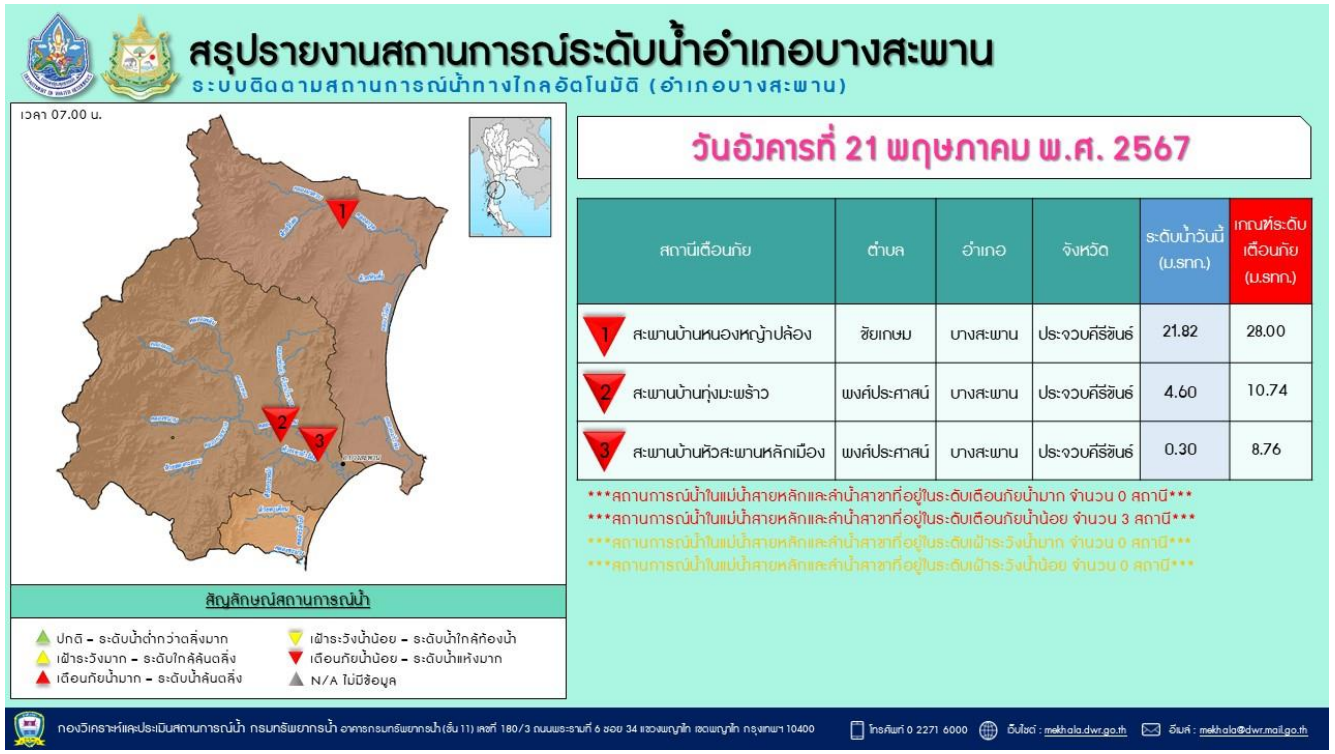 สรุปรายงานสถานการณ์ระดับน้ำอำเภอบางสะพาน
ระบบติดตามสถานการณ์น้ำทางไกลอัตโนมัติ (อำเภอบางสะพาน)
เวลา 07.00 น.
1
2
3
วันอังคารที่ 21 พฤษภาคม พ.ศ. 2567
สถานีเตือนภัย ตำบล อำเภอ จังหวัด ระดับน้ำวันนี้ (ม.รทก.) เกณฑ์ระดับเตือนภัย (ม.รทก.)
1 สะพานบ้านหนองหญ้าปล้อง ชัยเกษม บางสะพาน ประจวบคีรีขันธ์ 21.82 28.00
2 สะพานบ้านทุ่งมะพร้าว พงศ์ประศาสน์ บางสะพาน ประจวบคีรีขันธ์ 4.60 10.74
3 สะพานบ้านหัวสะพานหลักเมือง พงศ์ประศาสน์ บางสะพาน ประจวบคีรีขันธ์ 0.30 8.76
***สถานการณ์น้ำในแม่น้ำสายหลักและลำน้ำสาขาที่อยู่ในระดับเตือนภัยน้ำมาก จำนวน 0 สถานี***
***สถานการณ์น้ำในแม่น้ำสายหลักและลำน้ำสาขาที่อยู่ในระดับเตือนภัยน้ำน้อย จำนวน 3 สถานี***
***สถานการณ์น้ำในแม่น้ำสายหลักและลำน้ำสาขาที่อยู่ในระดับเฝ้าระวังน้ำมาก จำนวน 0 สถานี***
***สถานการณ์น้ำในแม่น้ำสายหลักและลำน้ำสาขาที่อยู่ในระดับเฝ้าระวังน้ำน้อย จำนวน 0 สถานี***
สัญลักษณ์สถานการณ์น้ำ
ปกติ - ระดับน้ำต่ำกว่าตลิ่งมาก
เฝ้าระวังมาก - ระดับใกล้ล้นตลิ่ง
เตือนภัยน้ำมาก - ระดับน้ำล้นตลิ่ง
เฝ้าระวังน้ำน้อย - ระดับน้ำใกล้ท้องน้ำ
เตือนภัยน้ำน้อย - ระดับน้ำแห้งมาก
N/A ไม่มีข้อมูล
กองวิเคราะห์และประเมินสถานการณ์น้ำ กรมทรัพยากรน้ำ อาคารกรมทรัพยากรน้ำ (ชั้น 11) เลขที่ 180/3 ถนนพระรามที่ 6 ซอย 34 แขวงพญาไท เขตพญาไท กรุงเทพฯ 10400 โทรศัพท์ 0 2271 6000 เว็บไซต์ : mekhala.dwr.go.th อีเมล์ : mekhala@dwr.mail.go.th